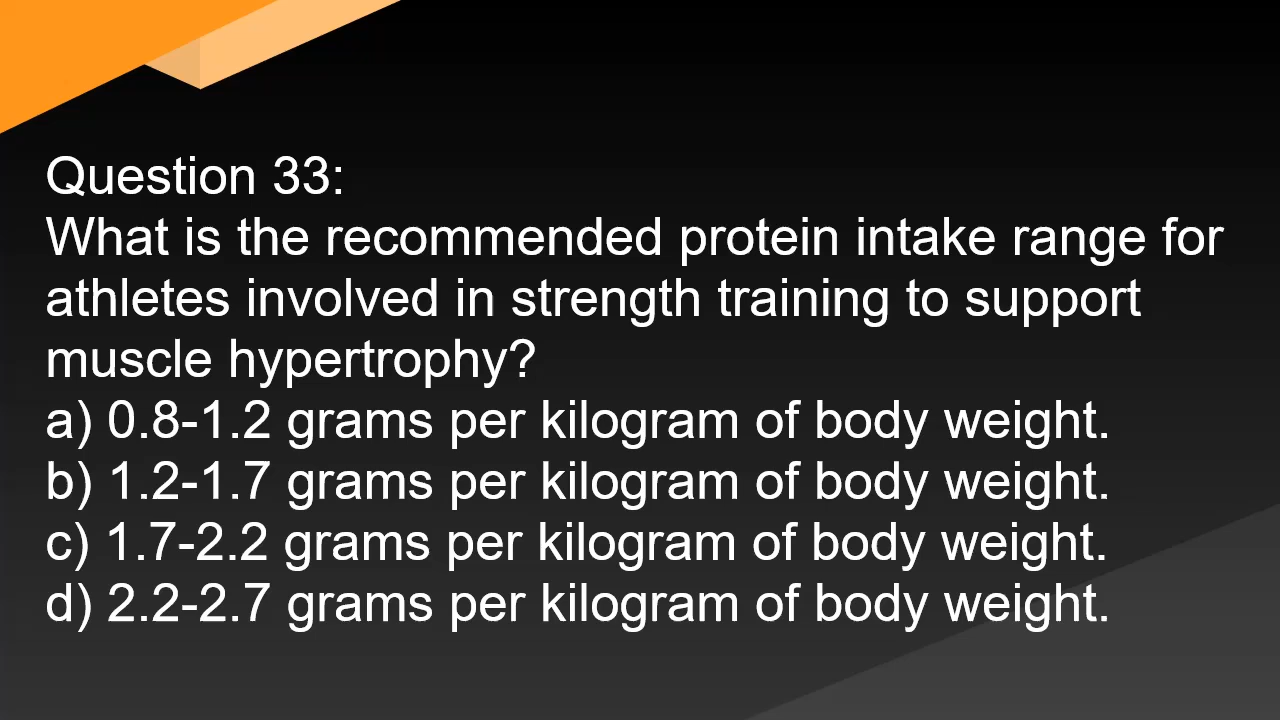 Question 33:
What is the recommended protein intake range for
athletes involved in strength training to support
muscle hypertrophy?
a) 0.8-1.2 grams per kilogram of body weight.
b) 1.2-1.7 grams per kilogram of body weight.
c) 1.7-2.2 grams per kilogram of body weight.
d) 2.2-2.7 grams per kilogram of body weight.